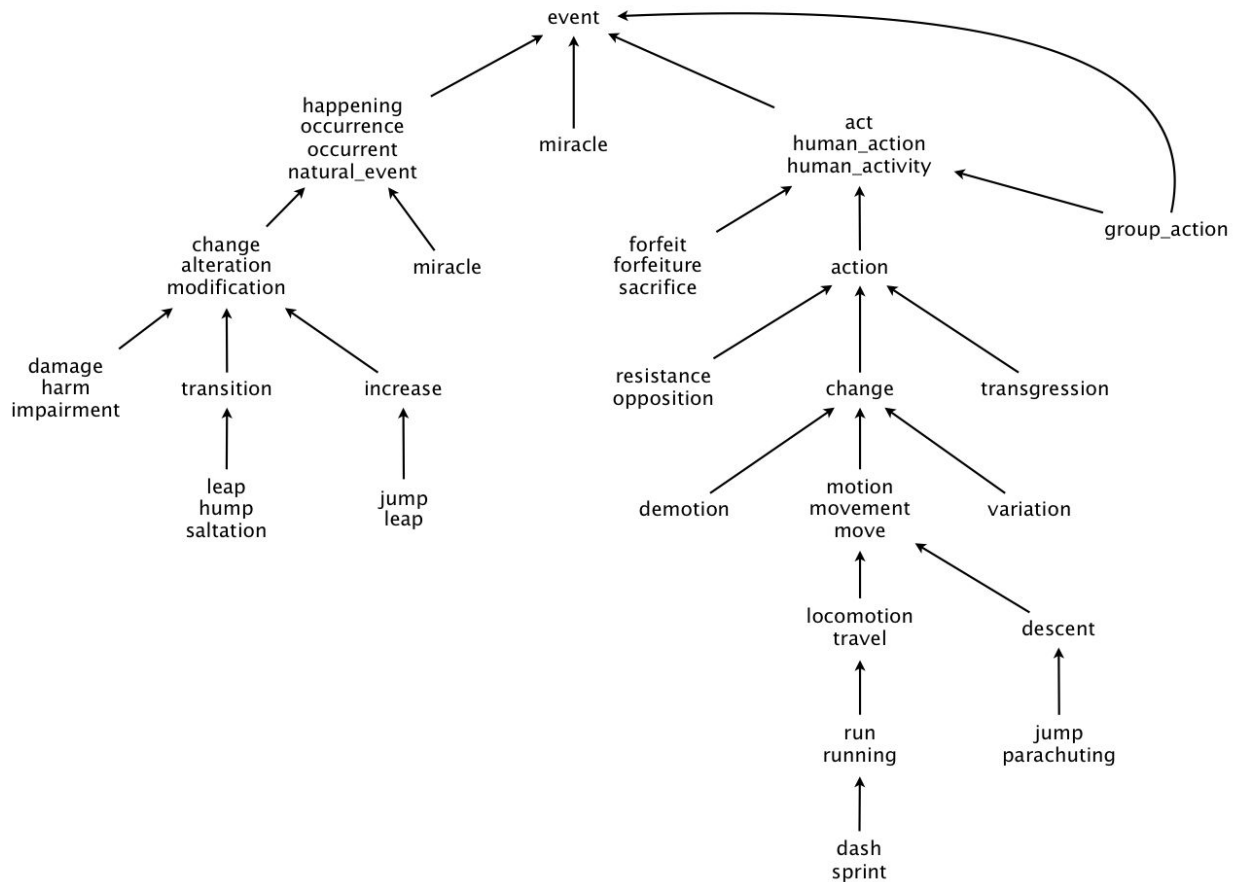 event
happening
occurrence
occurrent
natural_event
miracle
act
human_action
human_activity
group_action
change
alteration
modification
miracle
forfeit
forfeiture
sacrifice
action
damage
harm
impairment
transition
increase
resistance
opposition
change
transgression
leap
hump
saltation
jump
leap
demotion
motion
movement
move
variation
locomotion
travel
descent
run
running
jump
parachuting
dash
sprint